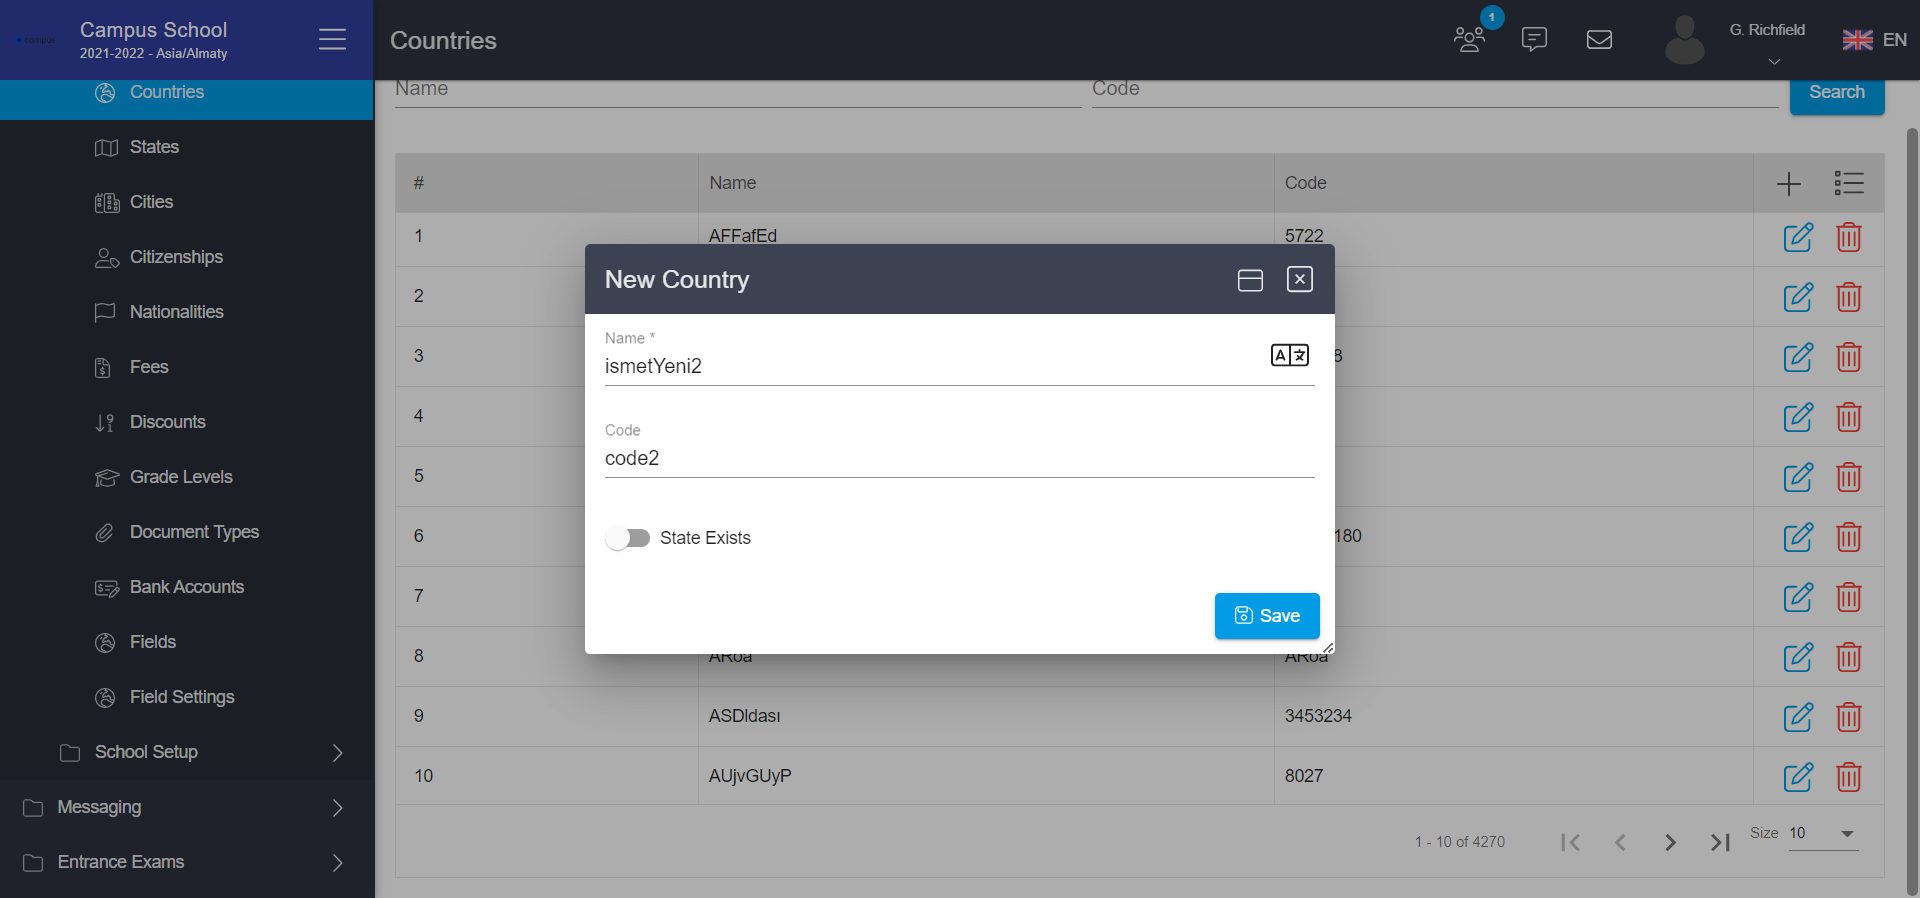 campus
Campus School
2021-2022 - Asia/Almaty
Countries
1
G. Richfield
EN
Countries
States
Cities
Citizenships
Nationalities
Fees
Discounts
Grade Levels
Document Types
Bank Accounts
Fields
Field Settings
School Setup
Messaging
Entrance Exams
Name
Code
Search
# Name Code
1 AFFafEd 5722
2
3 8
4
5
6 180
7
8 ARoa ARoa
9 ASDldası 3453234
10 AUjvGUyP 8027
1 - 10 of 4270
Size 10
New Country
Name *
ismetYeni2
Code
code2
State Exists
Save